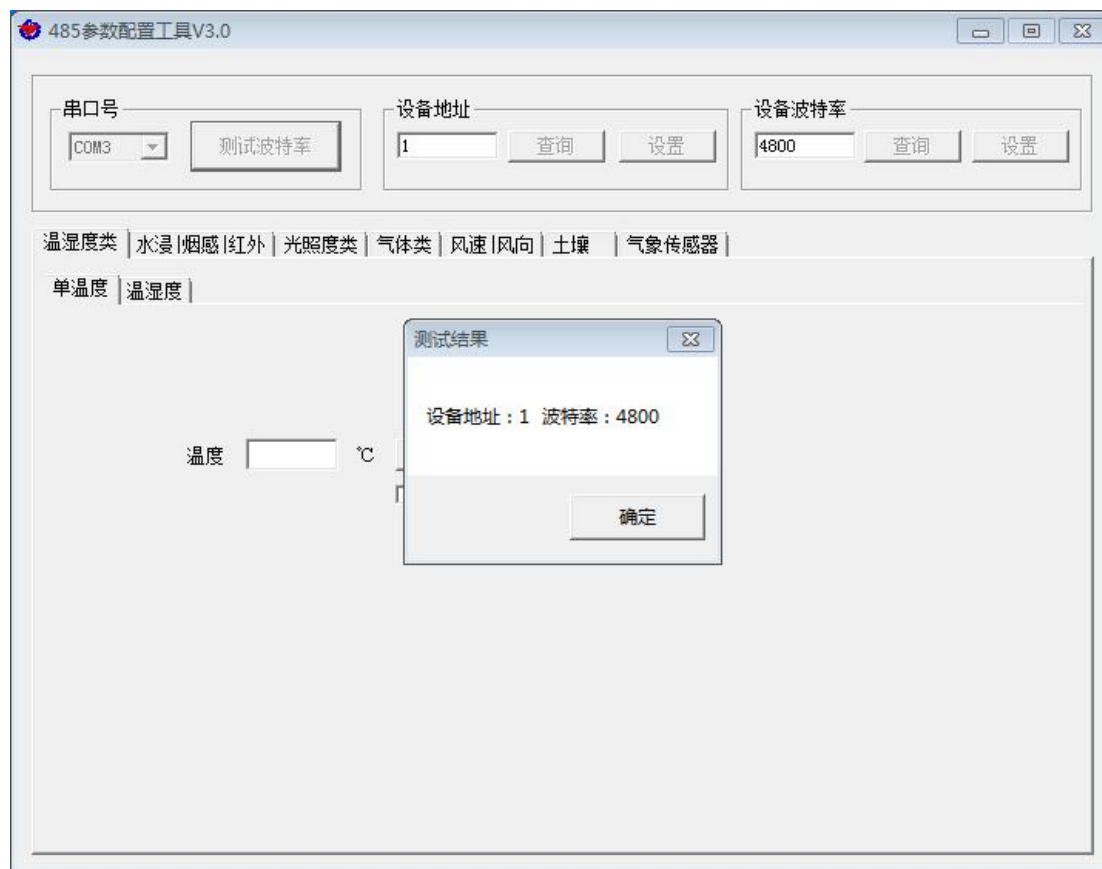 485参数配置工具V3.0
串口号
COM3
测试波特率
设备地址
1
查询
设置
设备波特率
4800
查询
设置
温湿度类
水浸|烟感|红外
光照度类
气体类
风速|风向
土壤
气象传感器
单温度
温湿度
测试结果
设备地址：1 波特率：4800
温度
℃
确定